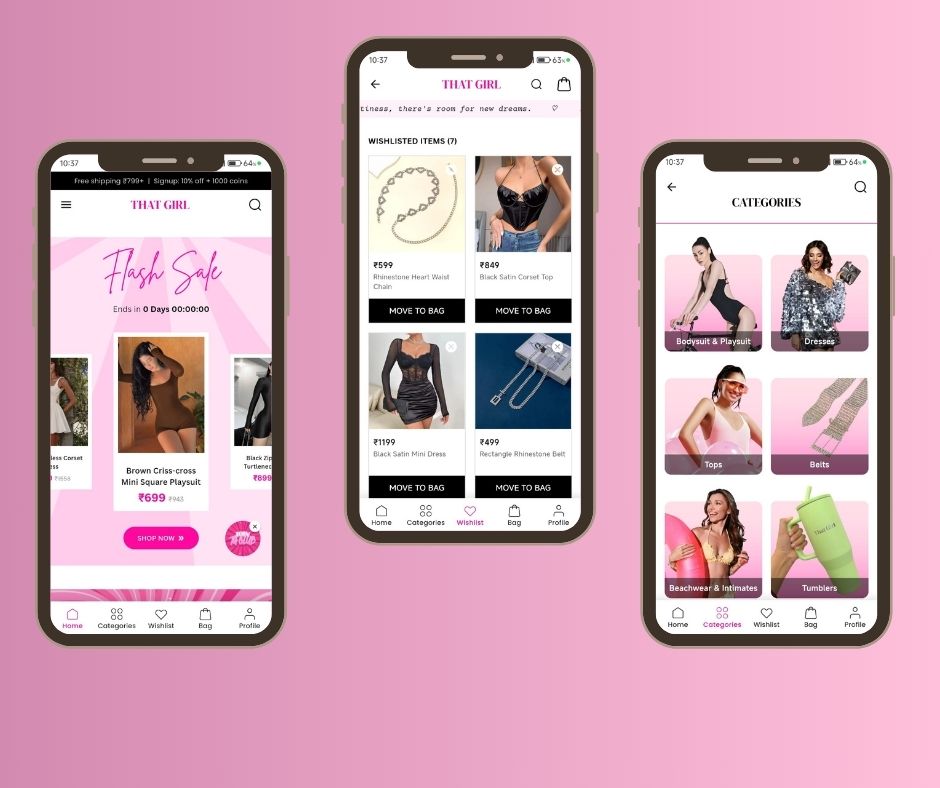 10:37
64%
Free shipping ₹799+ | Signup: 10% off + 1000 coins
THAT GIRL
Flash Sale
Ends in 0 Days 00:00:00
less Corset
ess
₹1658
Brown Criss-cross
Mini Square Playsuit
₹699 ₹943
Black Zip
Turtlenec
₹899
SHOP NOW »
Home
Categories
Wishlist
Bag
Profile
10:37
63%
THAT GIRL
tiness, there's room for new dreams. ♡
WISHLISTED ITEMS (7)
₹599
Rhinestone Heart Waist
Chain
MOVE TO BAG
₹849
Black Satin Corset Top
MOVE TO BAG
₹1199
Black Satin Mini Dress
MOVE TO BAG
₹499
Rectangle Rhinestone Belt
MOVE TO BAG
Home
Categories
Wishlist
Bag
Profile
10:37
64%
CATEGORIES
Bodysuit & Playsuit
Dresses
Tops
Belts
Beachwear & Intimates
That Girl
Tumblers
Home
Categories
Wishlist
Bag
Profile